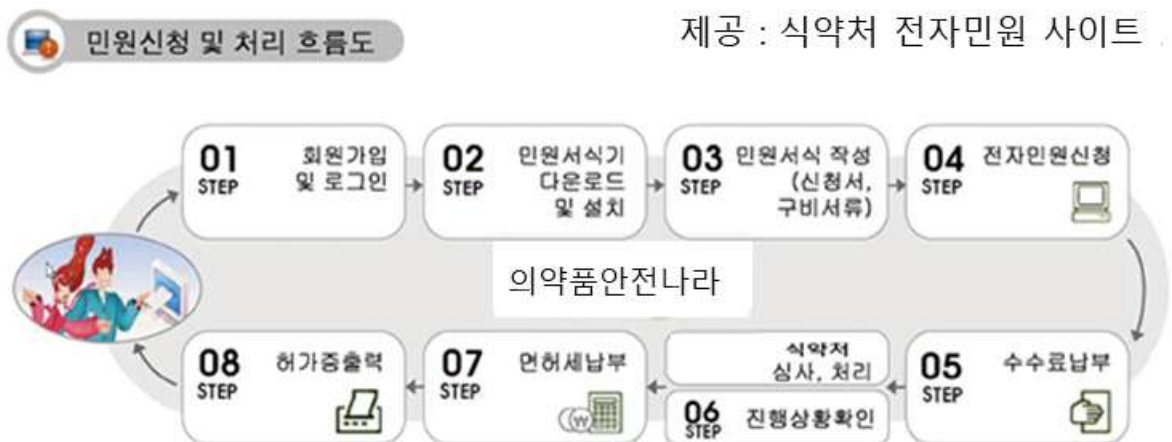 민원신청 및 처리 흐름도
제공 : 식약처 전자민원 사이트
01
STEP
회원가입
및 로그인
02
STEP
민원서식기
다운로드
및 설치
03
STEP
민원서식 작성
(신청서,
구비서류)
04
STEP
전자민원신청
의약품안전나라
05
STEP
수수료납부
식약처
심사, 처리
06
STEP
진행상황확인
07
STEP
면허세납부
08
STEP
허가증출력